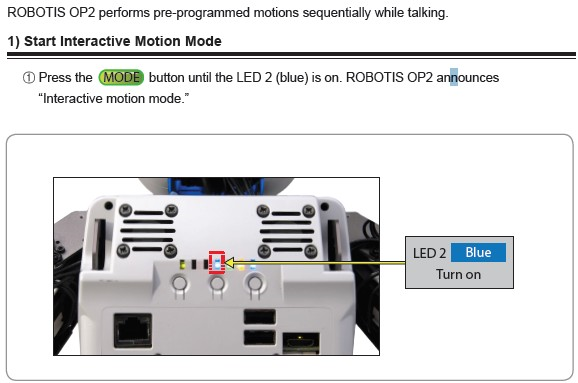 ROBOTIS OP2 performs pre-programmed motions sequentially while talking.
1) Start Interactive Motion Mode
① Press the MODE button until the LED 2 (blue) is on. ROBOTIS OP2 announces
“Interactive motion mode.”
LED 2 Blue
Turn on